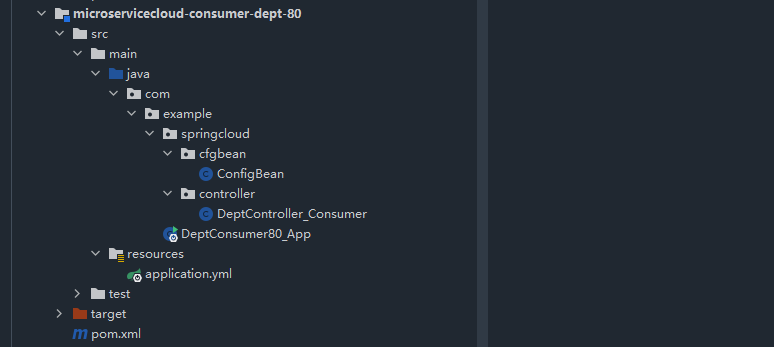 microservicecloud-consumer-dept-80
src
main
java
com
example
springcloud
cfgbean
ConfigBean
controller
DeptController_Consumer
DeptConsumer80_App
resources
application.yml
test
target
pom.xml